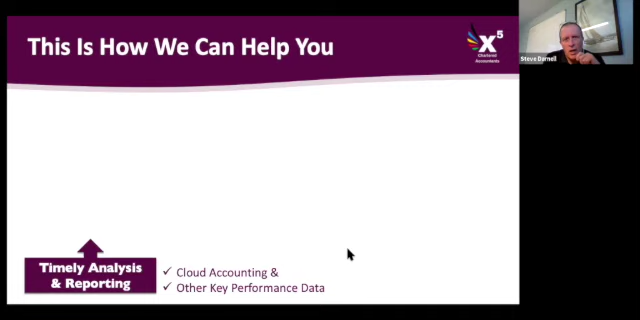 This Is How We Can Help You
x5
Chartered
Accountants
Steve Darnell
Timely Analysis
& Reporting
✓ Cloud Accounting &
✓ Other Key Performance Data